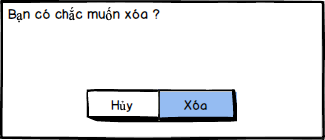 Bạn có chắc muốn xóa ?
Hủy Xóa